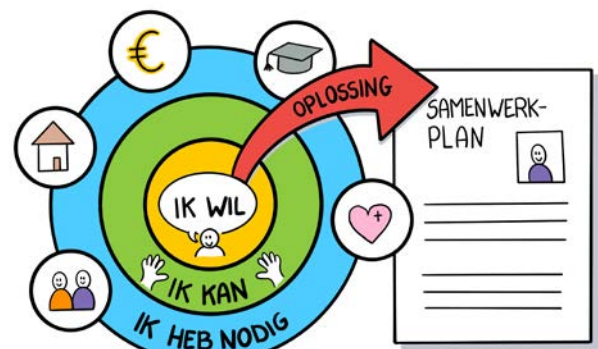 €
OPLOSSING
SAMENWERK-
PLAN
IK WIL
IK KAN
IK HEB NODIG